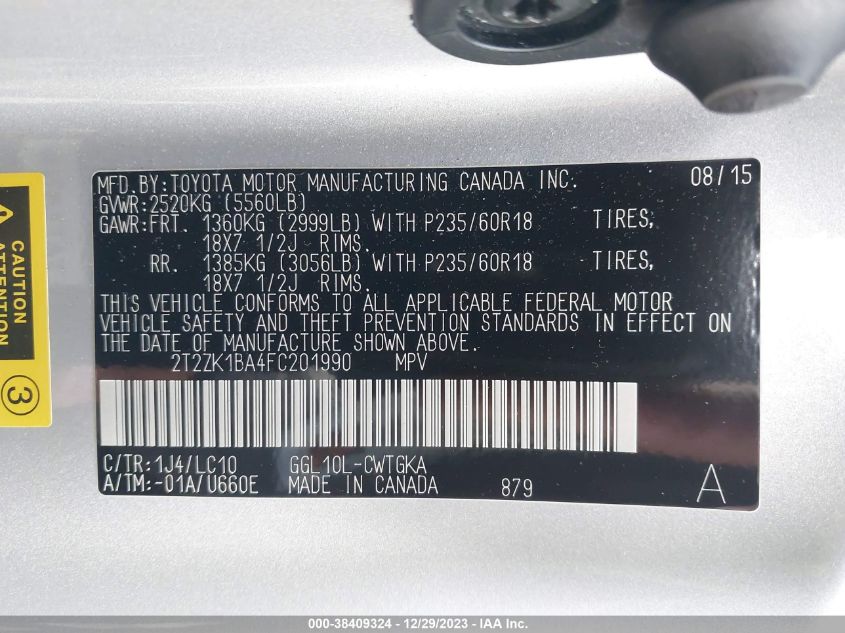 MFD.BY:TOYOTA MOTOR MANUFACTURING CANADA INC. 08/15
GVWR:2520KG (5560LB)
GAWR:FRT. 1360KG (2999LB) WITH P235/60R18 TIRES,
18X7 1/2J RIMS.
RR. 1385KG (3056LB) WITH P235/60R18 TIRES,
18X7 1/2J RIMS.
THIS VEHICLE CONFORMS TO ALL APPLICABLE FEDERAL MOTOR
VEHICLE SAFETY AND THEFT PREVENTION STANDARDS IN EFFECT ON
THE DATE OF MANUFACTURE SHOWN ABOVE.
2T2ZK1BA4FC201990 MPV
C/TR:1J4/LC10 GGL10L-CWTGKA
A/TM:-01A/U660E MADE IN CANADA 879 A
CAUTION
ATTENTION
3
000-38409324 - 12/29/2023 - IAA Inc.